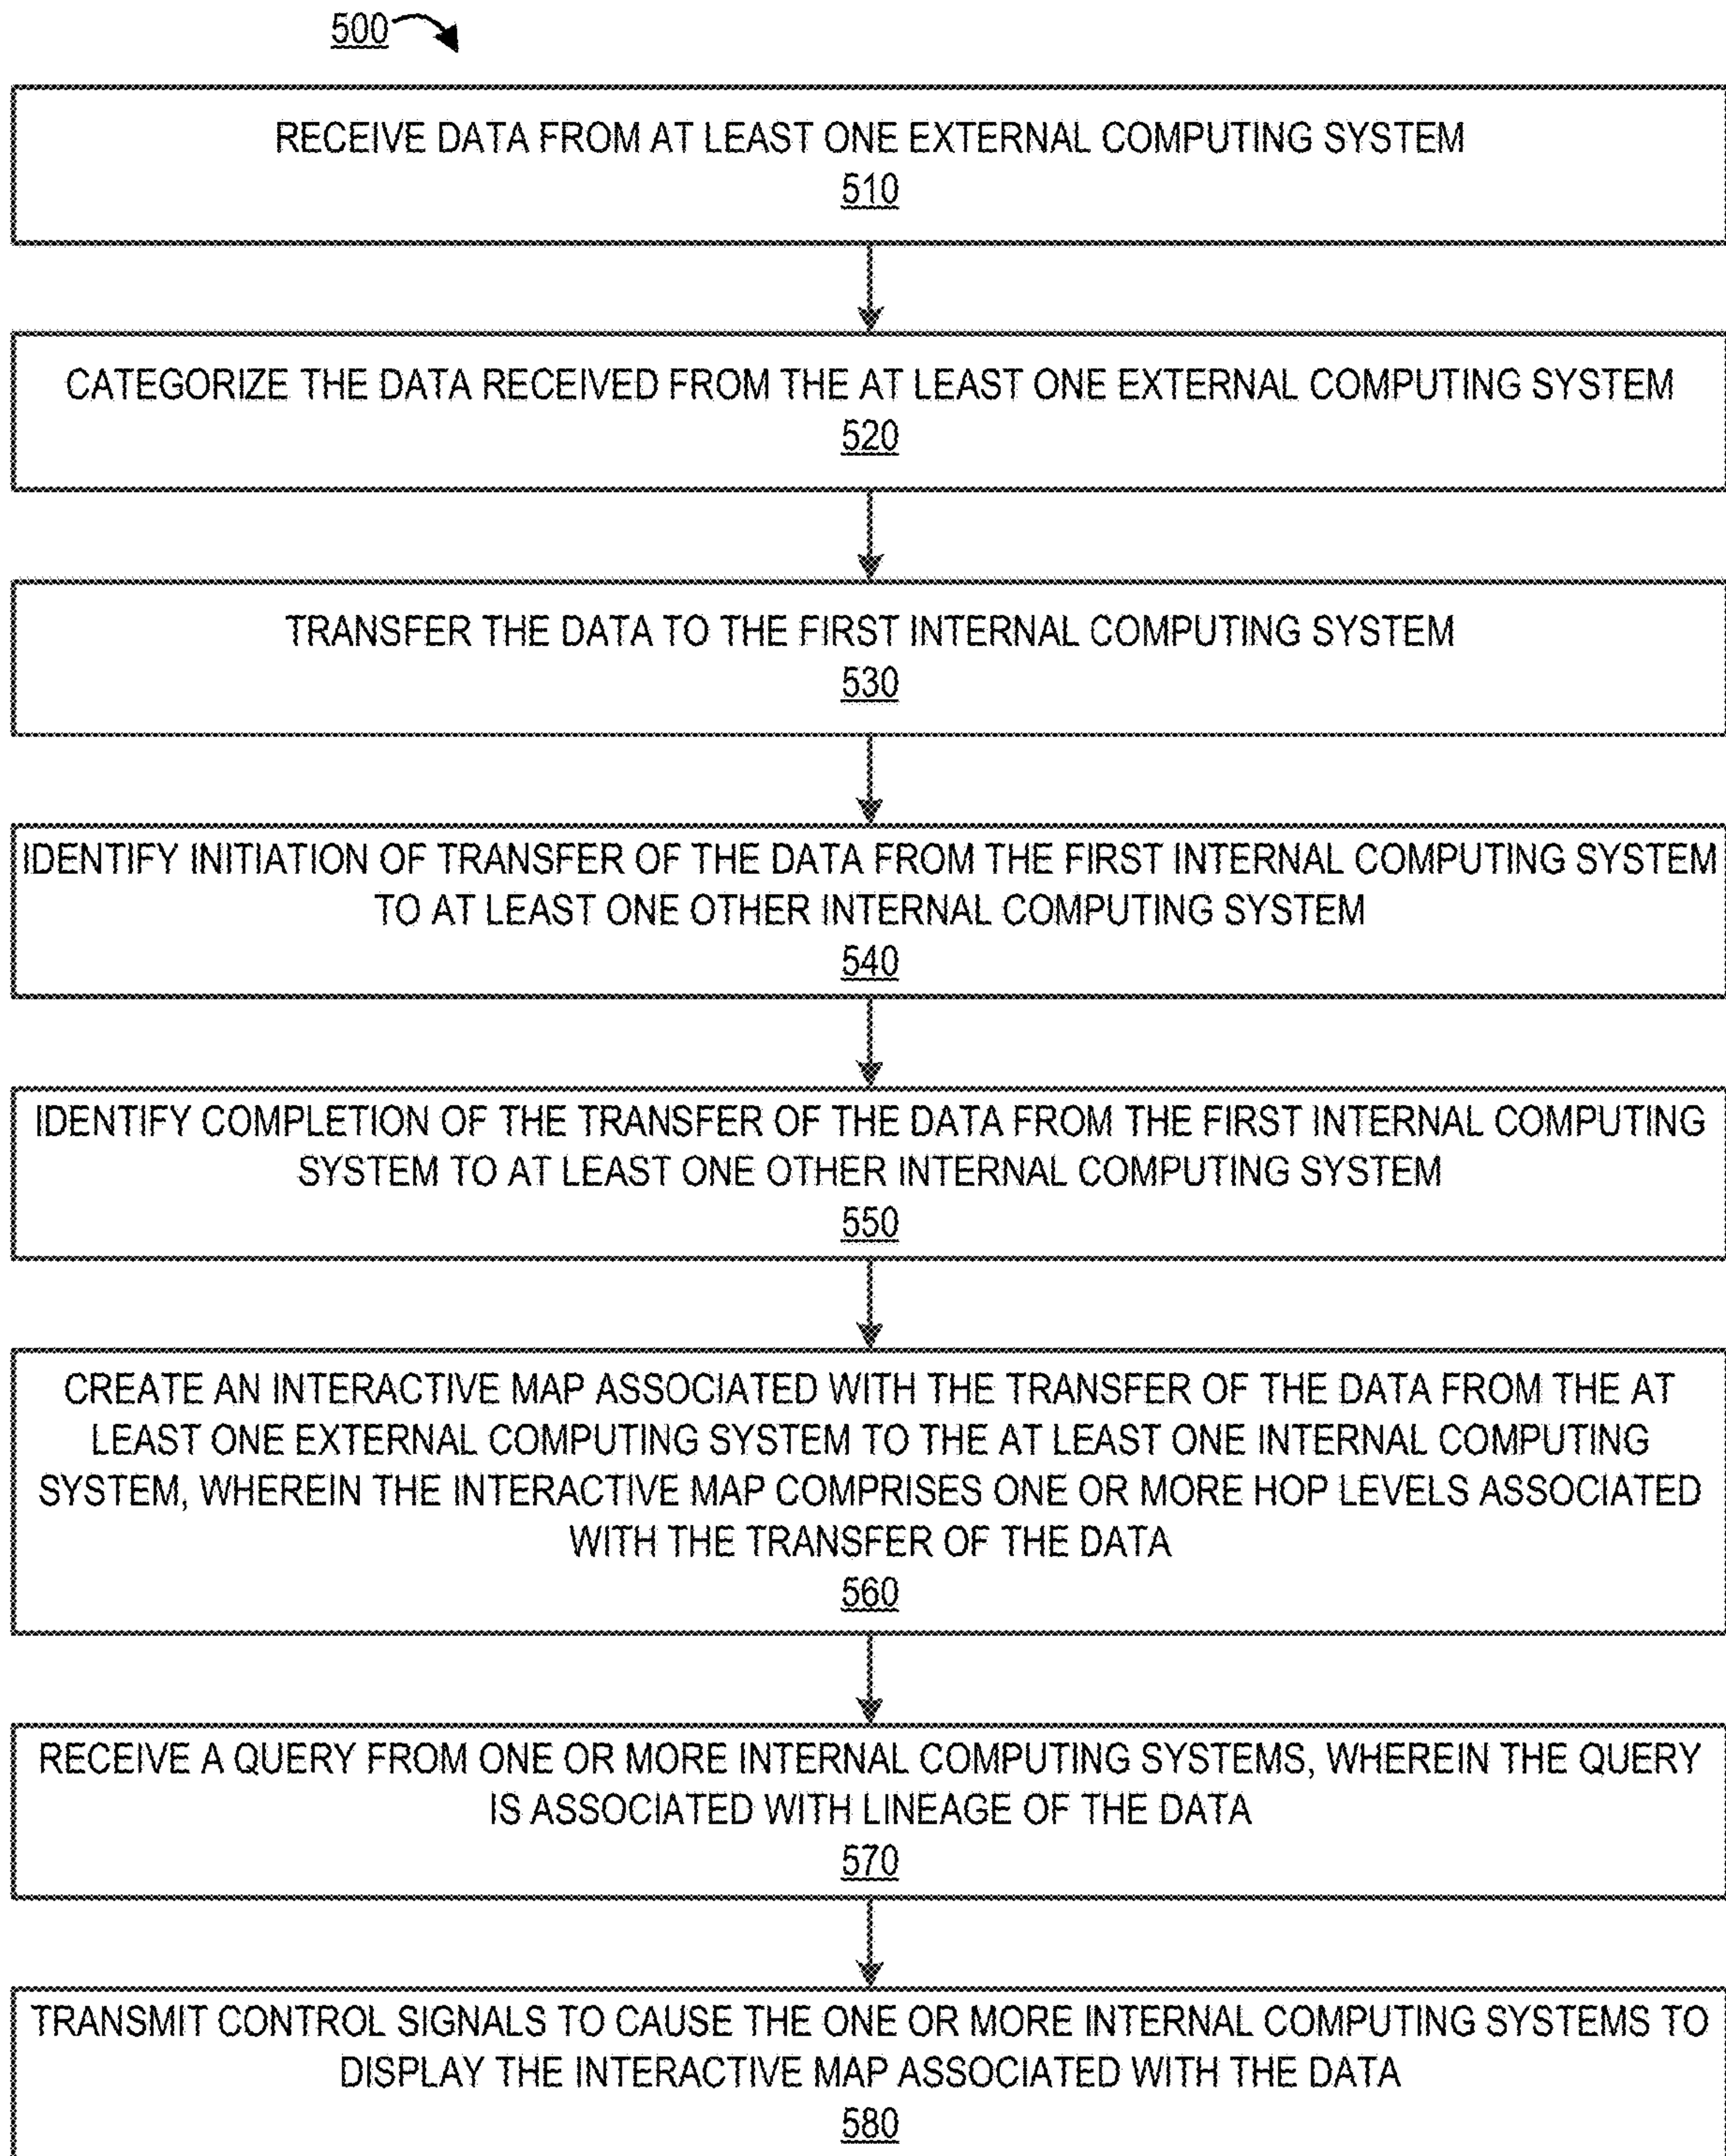 500
RECEIVE DATA FROM AT LEAST ONE EXTERNAL COMPUTING SYSTEM
510
CATEGORIZE THE DATA RECEIVED FROM THE AT LEAST ONE EXTERNAL COMPUTING SYSTEM
520
TRANSFER THE DATA TO THE FIRST INTERNAL COMPUTING SYSTEM
530
IDENTIFY INITIATION OF TRANSFER OF THE DATA FROM THE FIRST INTERNAL COMPUTING SYSTEM
TO AT LEAST ONE OTHER INTERNAL COMPUTING SYSTEM
540
IDENTIFY COMPLETION OF THE TRANSFER OF THE DATA FROM THE FIRST INTERNAL COMPUTING
SYSTEM TO AT LEAST ONE OTHER INTERNAL COMPUTING SYSTEM
550
CREATE AN INTERACTIVE MAP ASSOCIATED WITH THE TRANSFER OF THE DATA FROM THE AT
LEAST ONE EXTERNAL COMPUTING SYSTEM TO THE AT LEAST ONE INTERNAL COMPUTING
SYSTEM, WHEREIN THE INTERACTIVE MAP COMPRISES ONE OR MORE HOP LEVELS ASSOCIATED
WITH THE TRANSFER OF THE DATA
560
RECEIVE A QUERY FROM ONE OR MORE INTERNAL COMPUTING SYSTEMS, WHEREIN THE QUERY
IS ASSOCIATED WITH LINEAGE OF THE DATA
570
TRANSMIT CONTROL SIGNALS TO CAUSE THE ONE OR MORE INTERNAL COMPUTING SYSTEMS TO
DISPLAY THE INTERACTIVE MAP ASSOCIATED WITH THE DATA
580